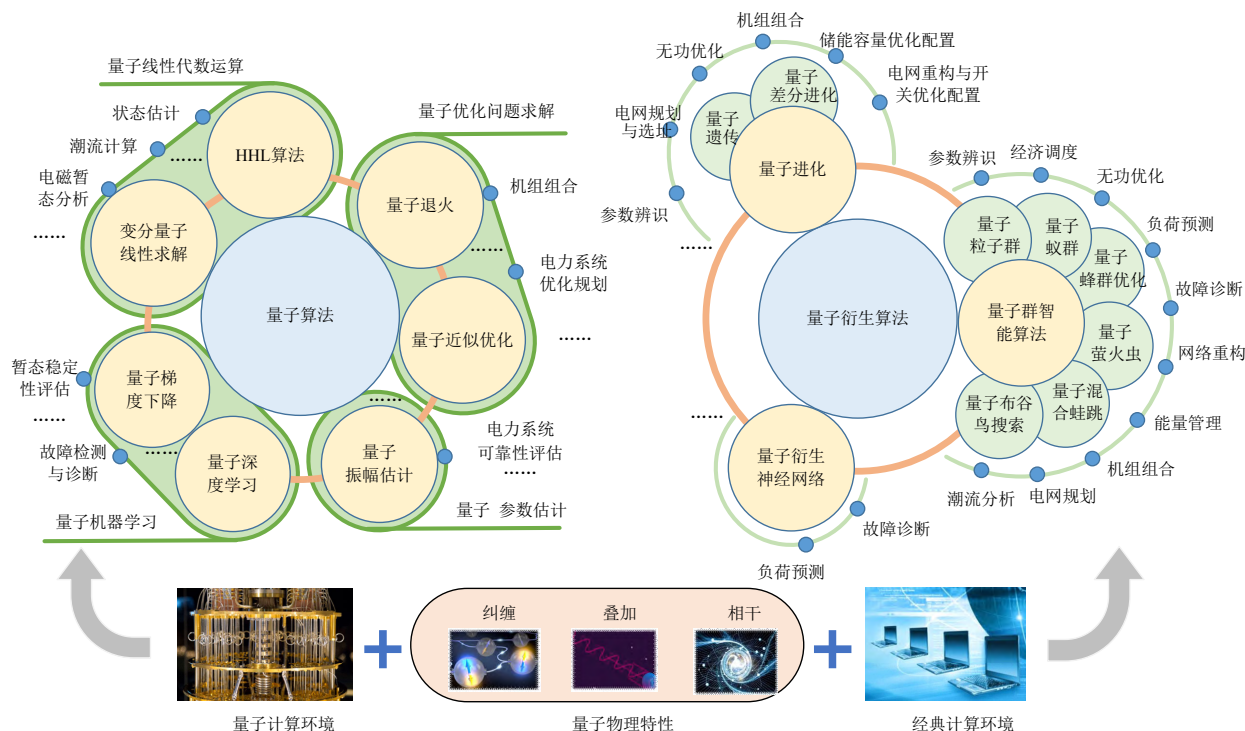 量子线性代数运算
状态估计
潮流计算
电磁暂
态分析
……
……
HHL算法
变分量子
线性求解
量子优化问题求解
机组组合
量子退火
……
电力系统
优化规划
量子近似优化
……
量子算法
暂态稳定
性评估
……
故障检测
与诊断
量子梯
度下降
……
量子深
度学习
量子机器学习
……
量子
振幅估计
电力系统
可靠性评估
……
量子 参数估计
机组组合
无功优化
储能容量优化配置
电网重构与开
关优化配置
电网规划
与选址
参数辨识
……
量子
差分进化
量子
遗传
量子进化
量子衍生算法
参数辨识
经济调度
无功优化
负荷预测
故障诊断
网络重构
能量管理
机组组合
电网规划
潮流分析
量子
粒子群
量子
蚁群
量子
蜂群优化
量子
萤火虫
量子混
合蛙跳
量子布谷
鸟搜索
量子群智
能算法
……
量子衍生
神经网络
故障诊断
负荷预测
纠缠
叠加
相干
量子计算环境
量子物理特性
经典计算环境